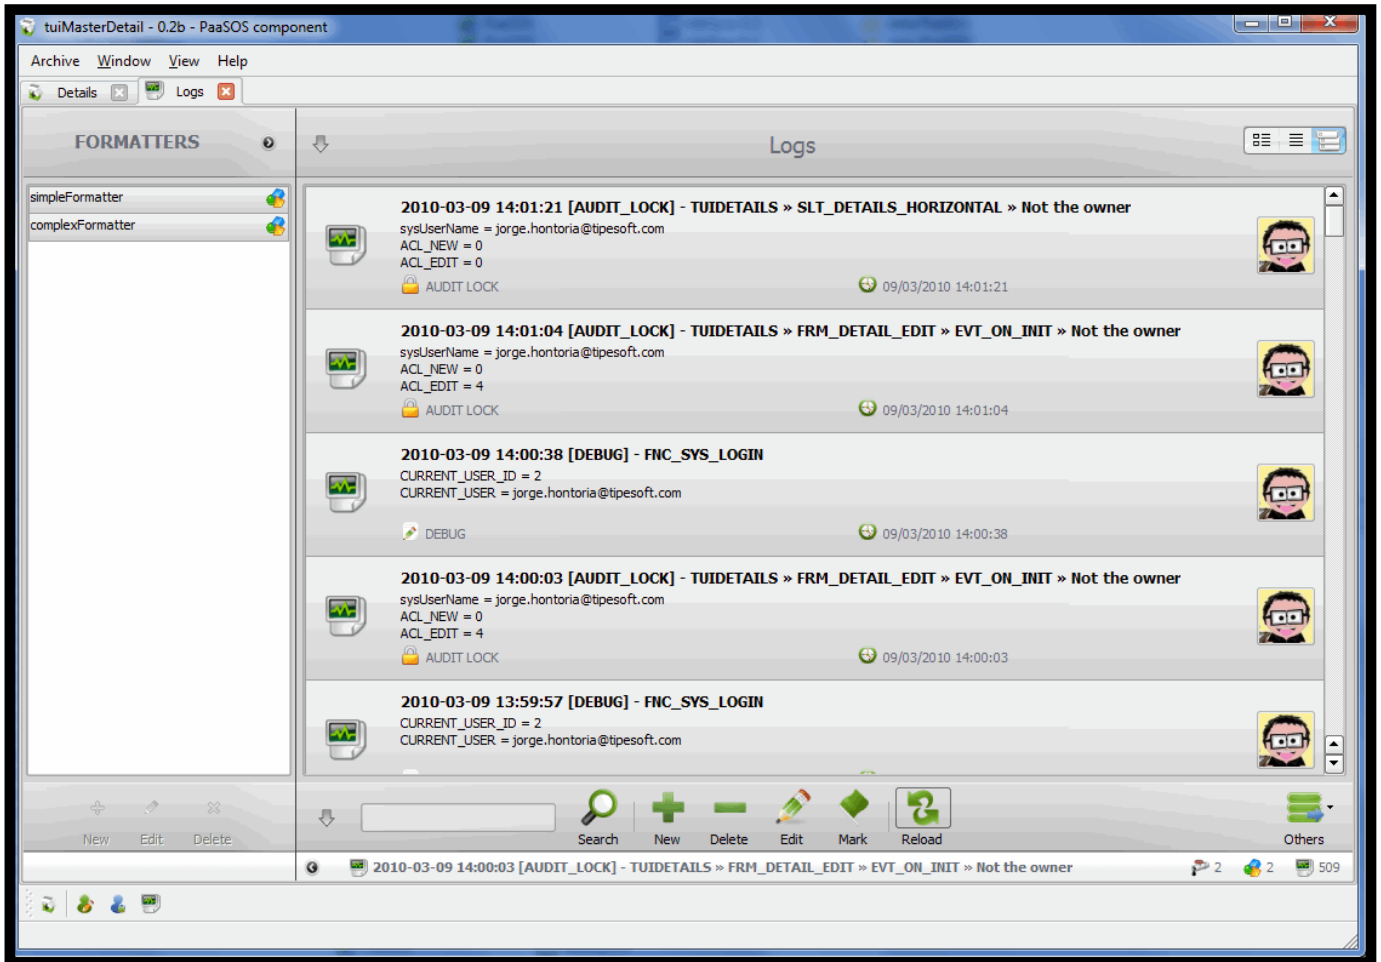 tuiMasterDetail - 0.2b - PaaSOS component
Archive Window View Help
Details Logs
FORMATTERS
Logs
simpleFormatter
complexFormatter
2010-03-09 14:01:21 [AUDIT_LOCK] - TUIDETAILS » SLT_DETAILS_HORIZONTAL » Not the owner
sysUserName = jorge.hontoria@tipesoft.com
ACL_NEW = 0
ACL_EDIT = 0
AUDIT LOCK 09/03/2010 14:01:21
2010-03-09 14:01:04 [AUDIT_LOCK] - TUIDETAILS » FRM_DETAIL_EDIT » EVT_ON_INIT » Not the owner
sysUserName = jorge.hontoria@tipesoft.com
ACL_NEW = 0
ACL_EDIT = 4
AUDIT LOCK 09/03/2010 14:01:04
2010-03-09 14:00:38 [DEBUG] - FNC_SYS_LOGIN
CURRENT_USER_ID = 2
CURRENT_USER = jorge.hontoria@tipesoft.com
DEBUG 09/03/2010 14:00:38
2010-03-09 14:00:03 [AUDIT_LOCK] - TUIDETAILS » FRM_DETAIL_EDIT » EVT_ON_INIT » Not the owner
sysUserName = jorge.hontoria@tipesoft.com
ACL_NEW = 0
ACL_EDIT = 4
AUDIT LOCK 09/03/2010 14:00:03
2010-03-09 13:59:57 [DEBUG] - FNC_SYS_LOGIN
CURRENT_USER_ID = 2
CURRENT_USER = jorge.hontoria@tipesoft.com
New Edit Delete
Search New Delete Edit Mark Reload Others
2010-03-09 14:00:03 [AUDIT_LOCK] - TUIDETAILS » FRM_DETAIL_EDIT » EVT_ON_INIT » Not the owner 2 2 509